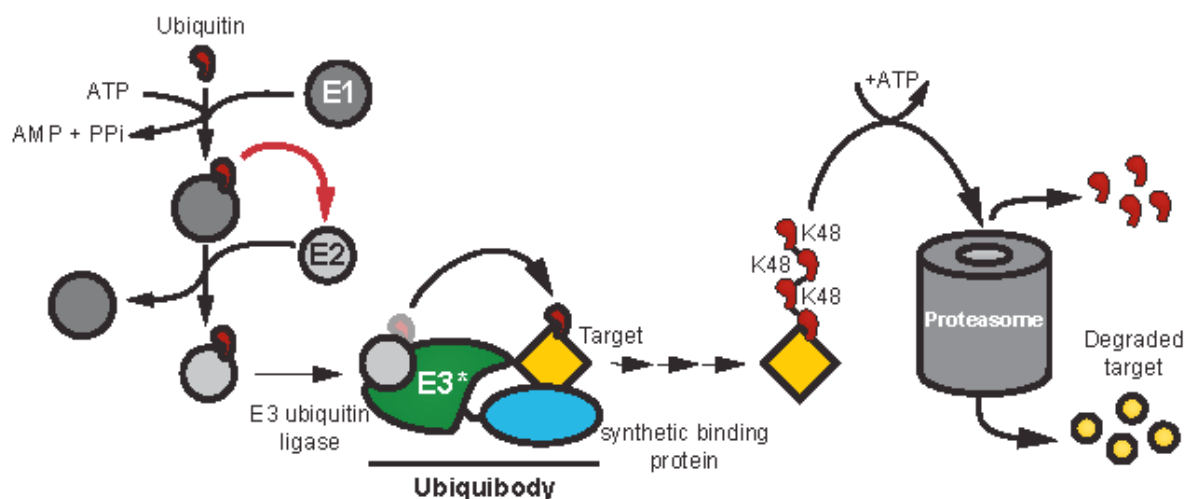 Ubiquitin
ATP
E1
AMP + PPi
E2
E3 ubiquitin
ligase
E3*
Target
synthetic binding
protein
Ubiquibody
K48
K48
K48
+ATP
Proteasome
Degraded
target